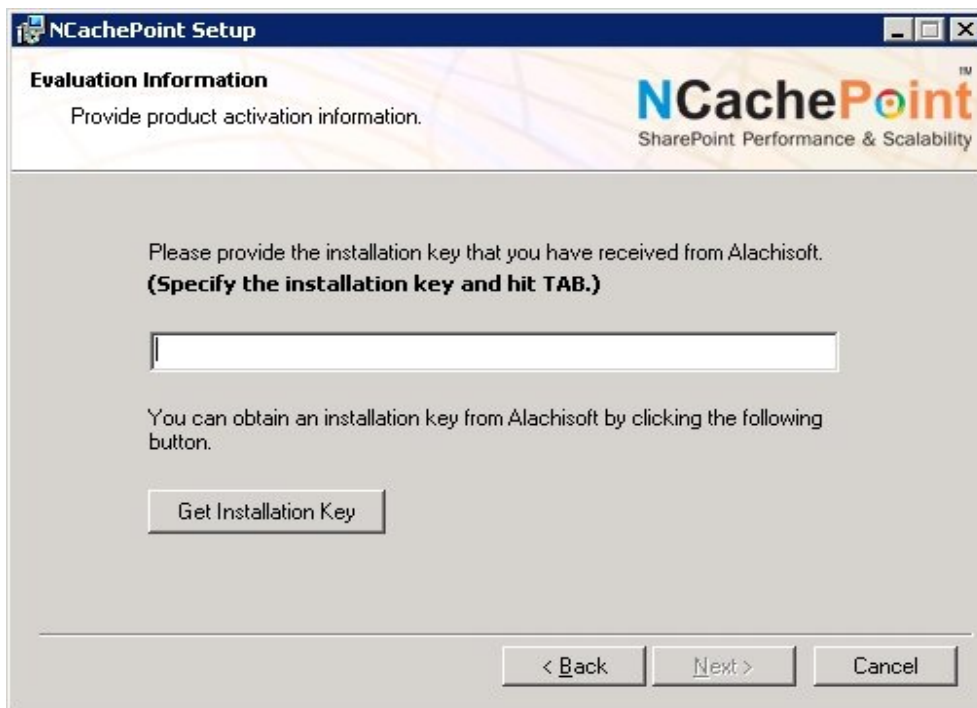 NCachePoint Setup
Evaluation Information
Provide product activation information.
NCachePoint™
SharePoint Performance & Scalability
Please provide the installation key that you have received from Alachisoft.
(Specify the installation key and hit TAB.)
You can obtain an installation key from Alachisoft by clicking the following
button.
Get Installation Key
< Back
Next >
Cancel